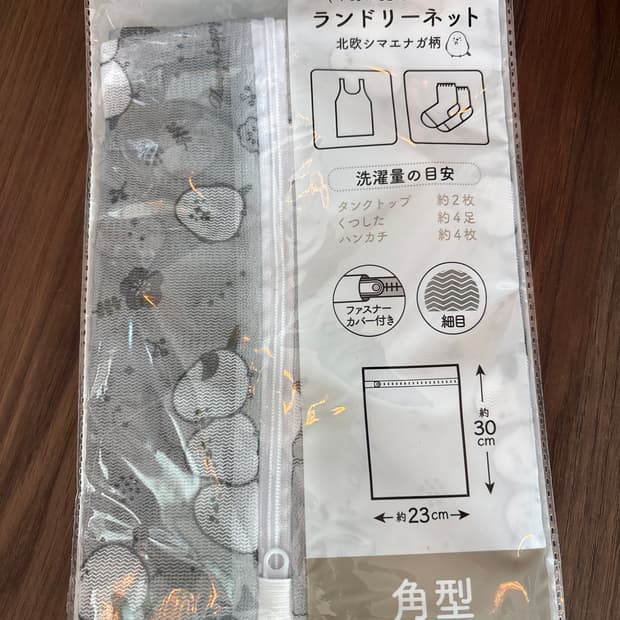 ランドリーネット
北欧シマエナガ柄
洗濯量の目安
タンクトップ 約2枚
くつした 約4足
ハンカチ 約4枚
ファスナー
カバー付き
細目
約
30
cm
約23cm
角型